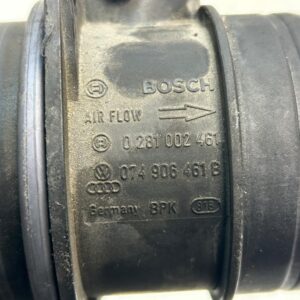 BOSCH
AIR FLOW
0 281 002 461
074 906 461 B
Germany BPK